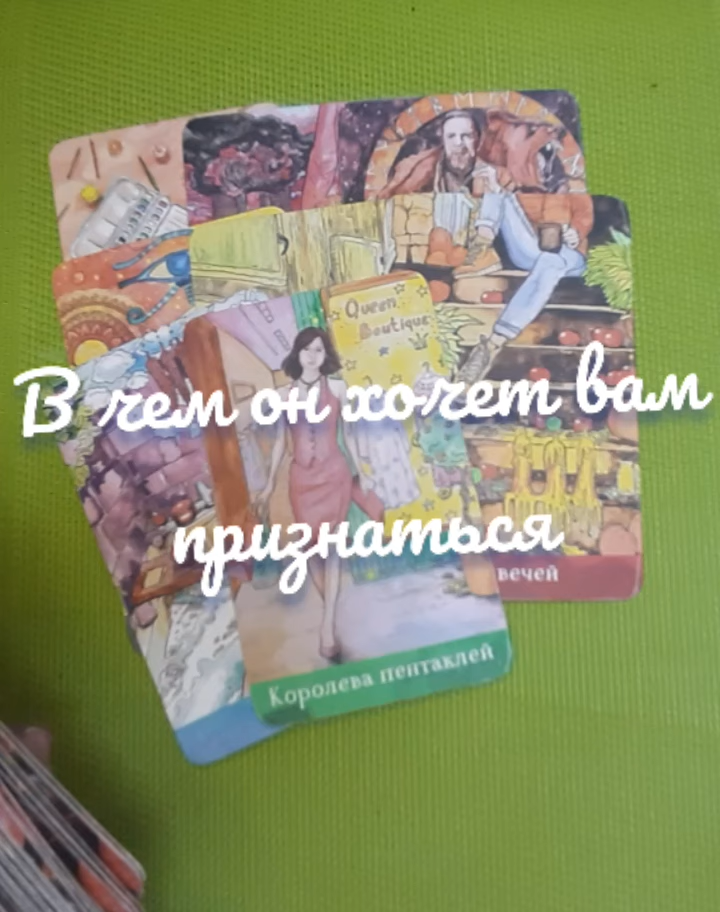 Queen
Boutique
В чем он хочет вам
признаться
вечей
Королева пентаклей